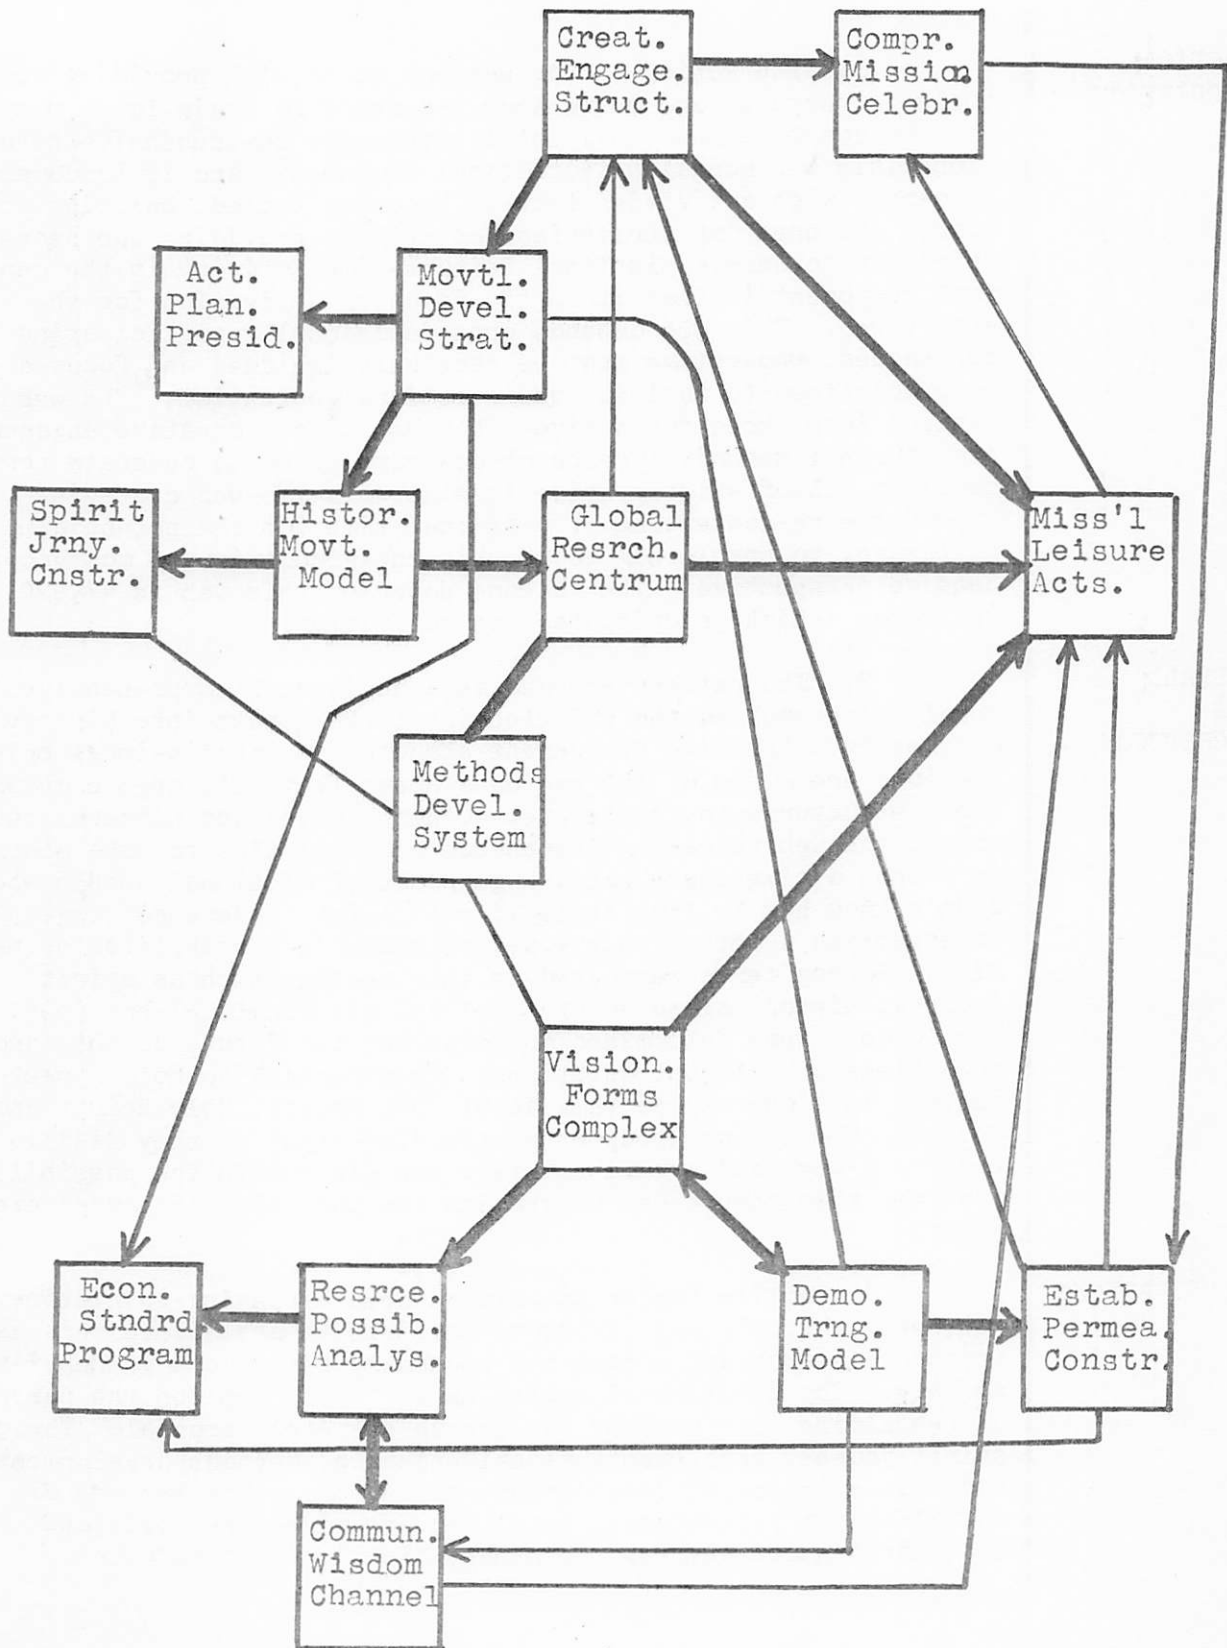 Creat.
Engage.
Struct.
Compr.
Mission
Celebr.
Act.
Plan.
Presid.
Movtl.
Devel.
Strat.
Spirit
Jrny.
Cnstr.
Histor.
Movt.
Model
Global
Resrch.
Centrum
Miss'l
Leisure
Acts.
Methods
Devel.
System
Vision.
Forms
Complex
Econ.
Stndrd
Program
Resrce.
Possib.
Analys.
Demo.
Trng.
Model
Estab.
Permea.
Constr.
Commun.
Wisdom
Channel